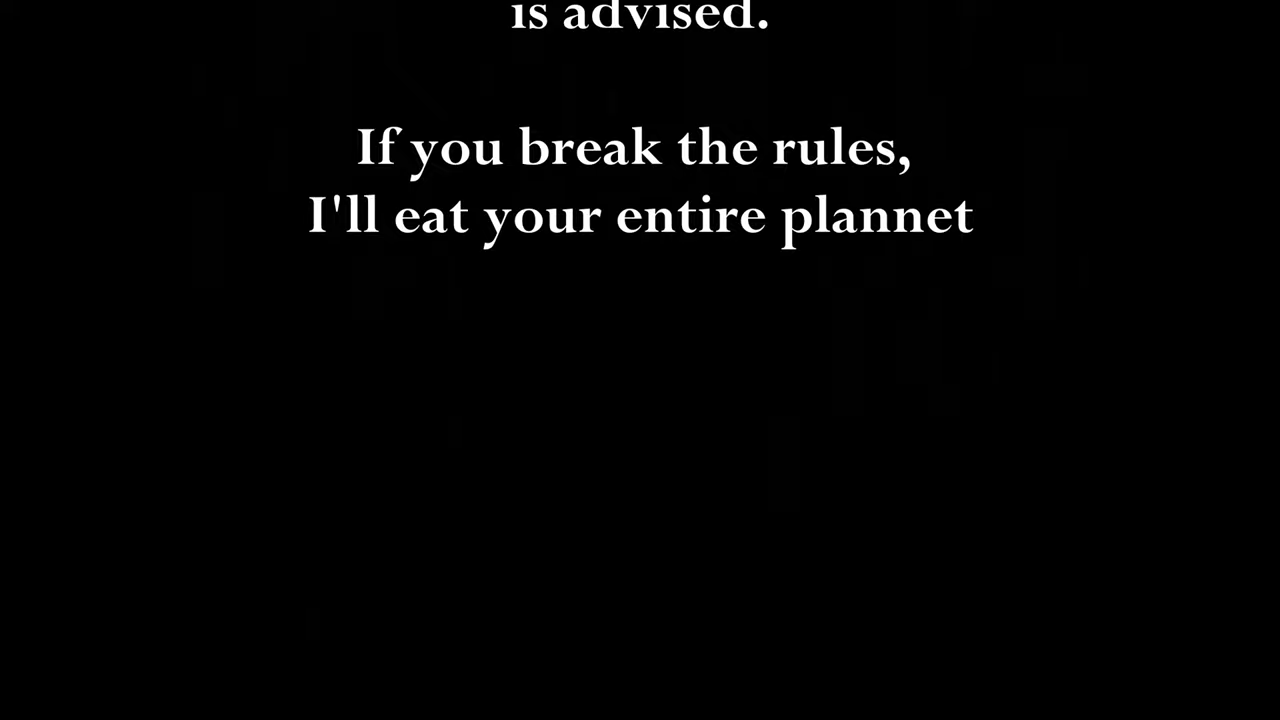 is advised.
If you break the rules,
I'll eat your entire plannet